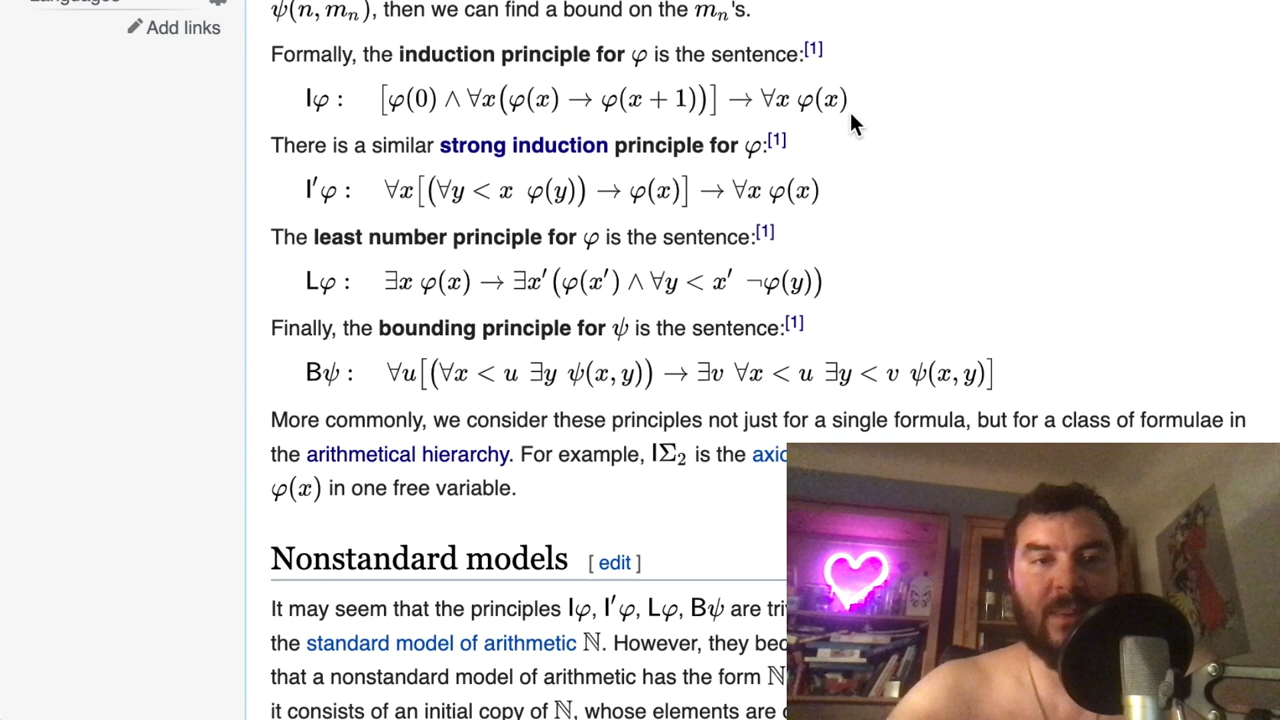 ψ(n, mₙ), then we can find a bound on the mₙ's.
Add links
Formally, the induction principle for φ is the sentence:[1]
Iφ : [φ(0) ∧ ∀x(φ(x) → φ(x + 1))] → ∀x φ(x)
There is a similar strong induction principle for φ:[1]
I′φ : ∀x[(∀y < x φ(y)) → φ(x)] → ∀x φ(x)
The least number principle for φ is the sentence:[1]
Lφ : ∃x φ(x) → ∃x′(φ(x′) ∧ ∀y < x′ ¬φ(y))
Finally, the bounding principle for ψ is the sentence:[1]
Bψ : ∀u[(∀x < u ∃y ψ(x, y)) → ∃v ∀x < u ∃y < v ψ(x, y)]
More commonly, we consider these principles not just for a single formula, but for a class of formulae in
the arithmetical hierarchy. For example, IΣ₂ is the
φ(x) in one free variable.
Nonstandard models [ edit ]
It may seem that the principles Iφ, I′φ, Lφ, Bψ are
the standard model of arithmetic ℕ. However, they
that a nonstandard model of arithmetic has the form ℕ
it consists of an initial copy of ℕ, whose elements are